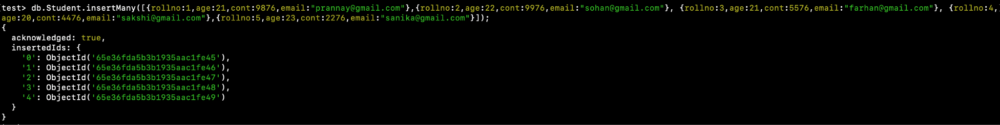 test> db.Student.insertMany([{rollno:1,age:21,cont:9876,email:"prannay@gmail.com"},{rollno:2,age:22,cont:9976,email:"sohan@gmail.com"}, {rollno:3,age:21,cont:5576,email:"farhan@gmail.com"}, {rollno:4,
age:20,cont:4476,email:"sakshi@gmail.com"},{rollno:5,age:23,cont:2276,email:"sanika@gmail.com"}]);
{
  acknowledged: true,
  insertedIds: {
    '0': ObjectId('65e36fda5b3b1935aac1fe45'),
    '1': ObjectId('65e36fda5b3b1935aac1fe46'),
    '2': ObjectId('65e36fda5b3b1935aac1fe47'),
    '3': ObjectId('65e36fda5b3b1935aac1fe48'),
    '4': ObjectId('65e36fda5b3b1935aac1fe49')
  }
}